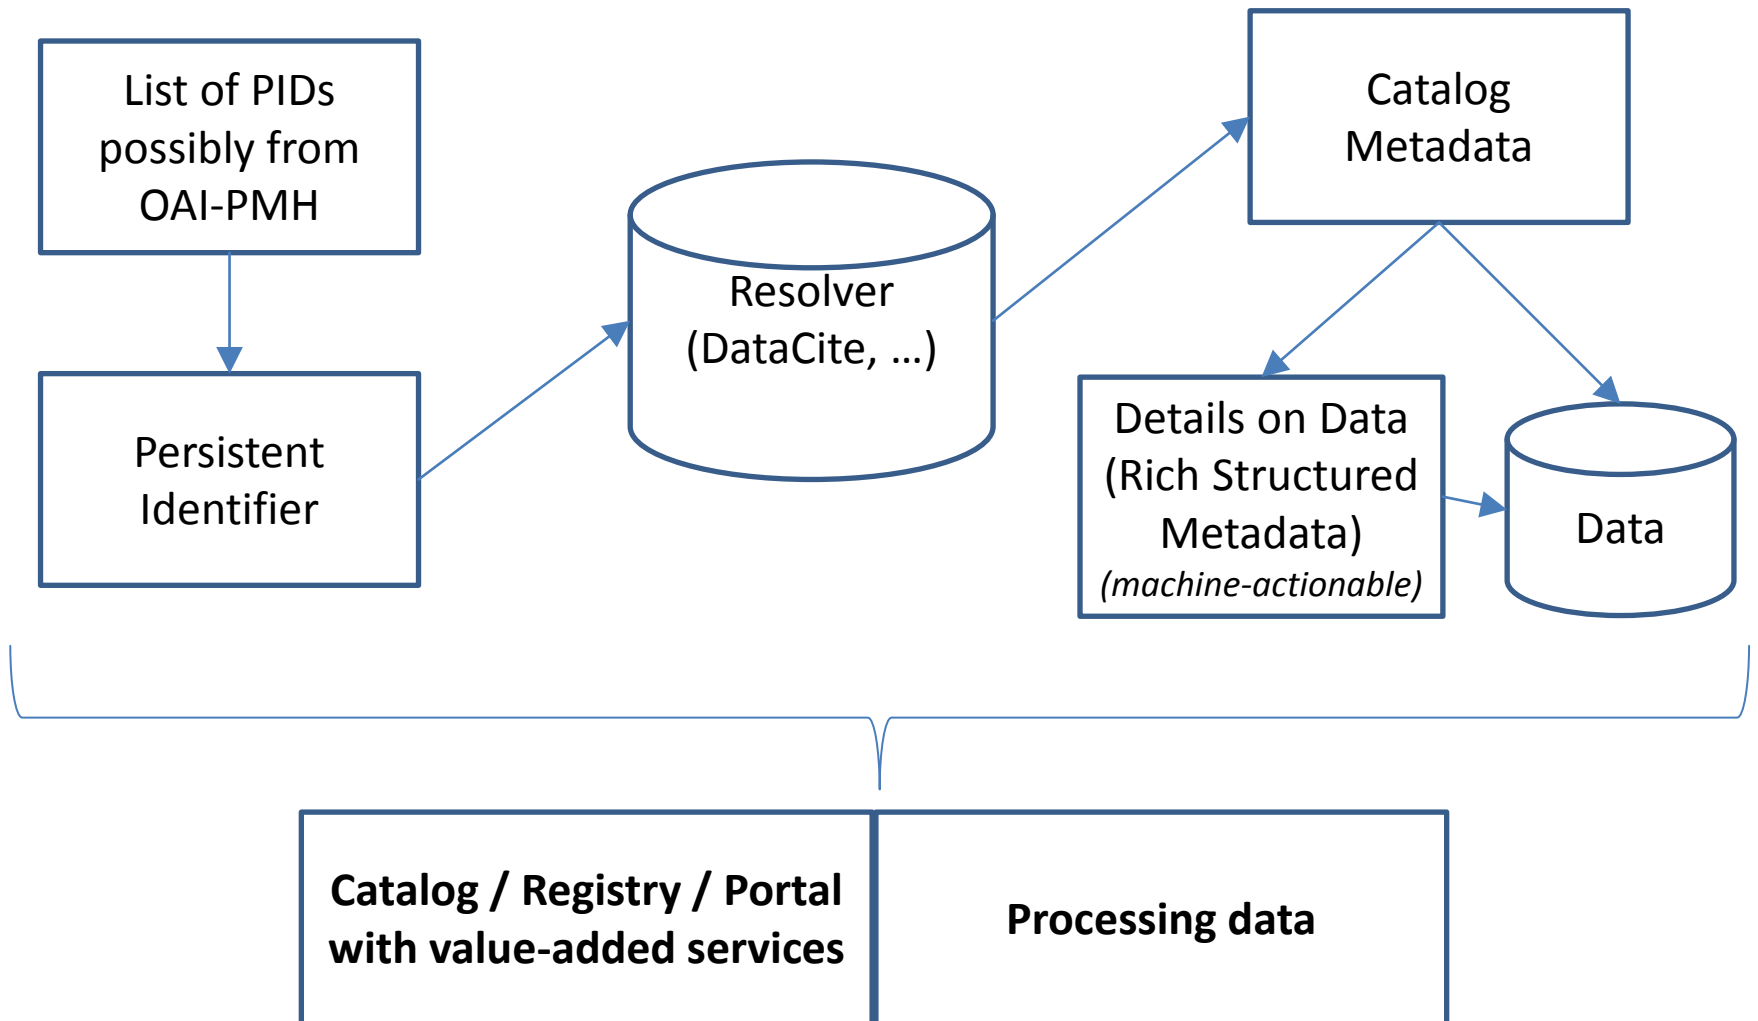 List of PIDs
possibly from
OAI-PMH
Persistent
Identifier
Resolver
(DataCite, …)
Catalog
Metadata
Details on Data
(Rich Structured
Metadata)
(machine-actionable)
Data
Catalog / Registry / Portal
with value-added services
Processing data